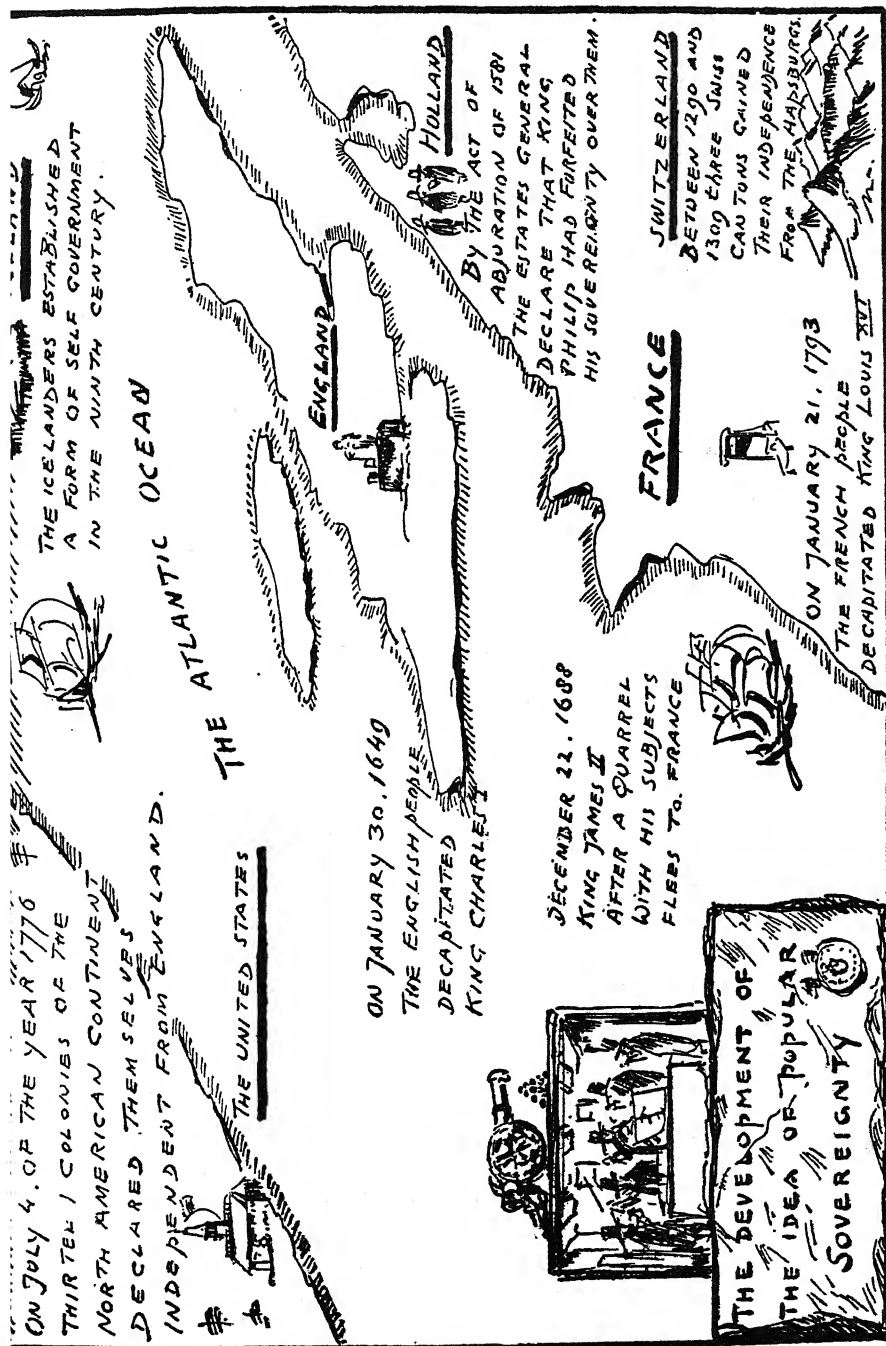 ON JULY 4. OF THE YEAR 1776
THIRTEEN COLONIES OF THE
NORTH AMERICAN CONTINENT
DECLARED THEM SELVES
INDEPENDENT FROM ENGLAND.
THE UNITED STATES
THE ICELANDERS ESTABLISHED
A FORM OF SELF GOVERNMENT
IN THE NINTH CENTURY.
THE ATLANTIC OCEAN
ENGLAND
ON JANUARY 30. 1649
THE ENGLISH PEOPLE
DECAPITATED
KING CHARLES I
HOLLAND
BY THE ACT OF
ABJURATION OF 1581
THE ESTATES GENERAL
DECLARE THAT KING
PHILIP HAD FORFEITED
HIS SOVEREIGNTY OVER THEM.
DECEMBER 22. 1688
KING JAMES II
AFTER A QUARREL
WITH HIS SUBJECTS
FLEES TO FRANCE
SWITZERLAND
BETWEEN 1290 AND
1309 three SWISS
CANTONS GAINED
THEIR INDEPENDENCE
FROM THE HAPSBURGS.
FRANCE
ON JANUARY 21. 1793
THE FRENCH PEOPLE
DECAPITATED KING LOUIS XVI
THE DEVELOPMENT OF
THE IDEA OF POPULAR
SOVEREIGNTY